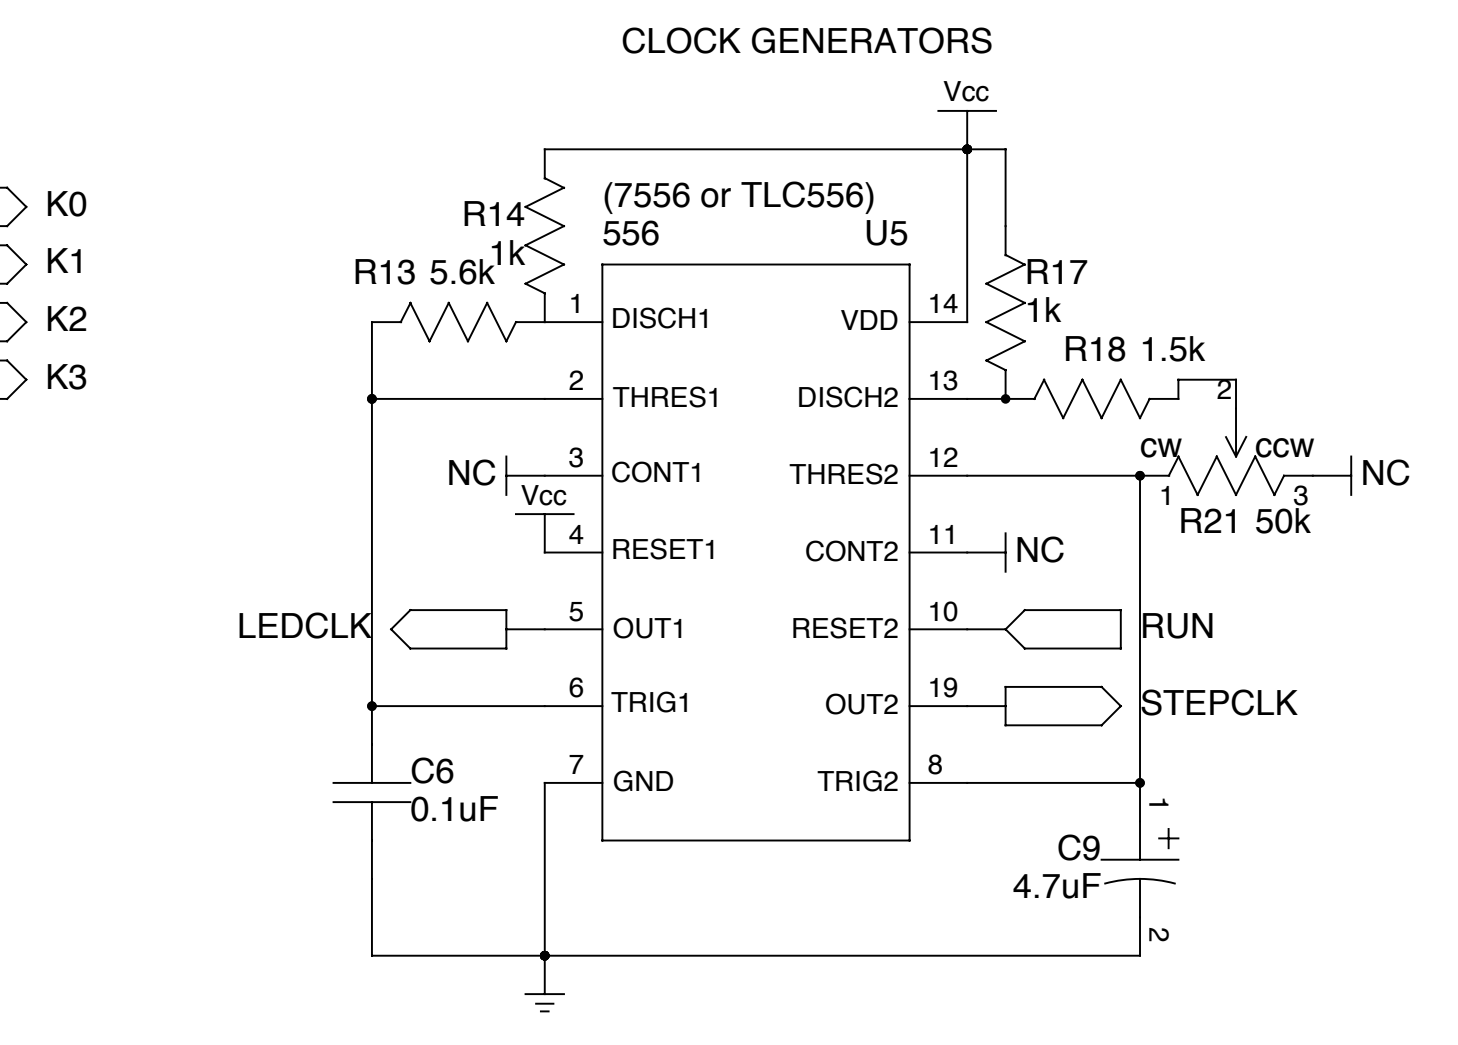 CLOCK GENERATORS
Vcc
K0
K1
K2
K3
(7556 or TLC556)
556 U5
R14
1k
R13 5.6k
R17
1k
R18 1.5k
1 DISCH1
VDD 14
2 THRES1
DISCH2 13
2
NC 3 CONT1
THRES2 12
cw ccw
1 3
NC
R21 50k
Vcc
4 RESET1
CONT2 11 NC
LEDCLK 5 OUT1
RESET2 10 RUN
6 TRIG1
OUT2 19 STEPCLK
7 GND
TRIG2 8
C6
0.1uF
1
+
C9
4.7uF
2